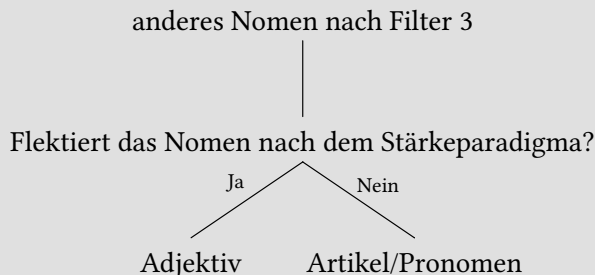 anderes Nomen nach Filter 3
Flektiert das Nomen nach dem Stärkeparadigma?
Ja Nein
Adjektiv Artikel/Pronomen